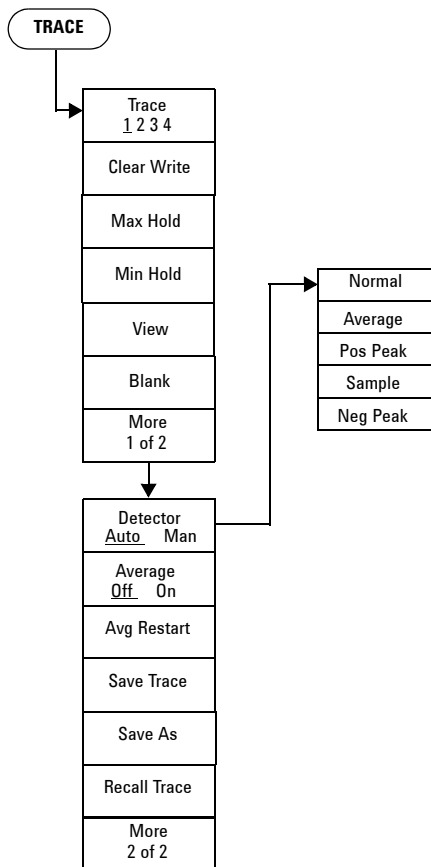 TRACE
Trace
1 2 3 4
Clear Write
Max Hold
Min Hold
View
Blank
More
1 of 2
Detector
Auto Man
Average
Off On
Avg Restart
Save Trace
Save As
Recall Trace
More
2 of 2
Normal
Average
Pos Peak
Sample
Neg Peak